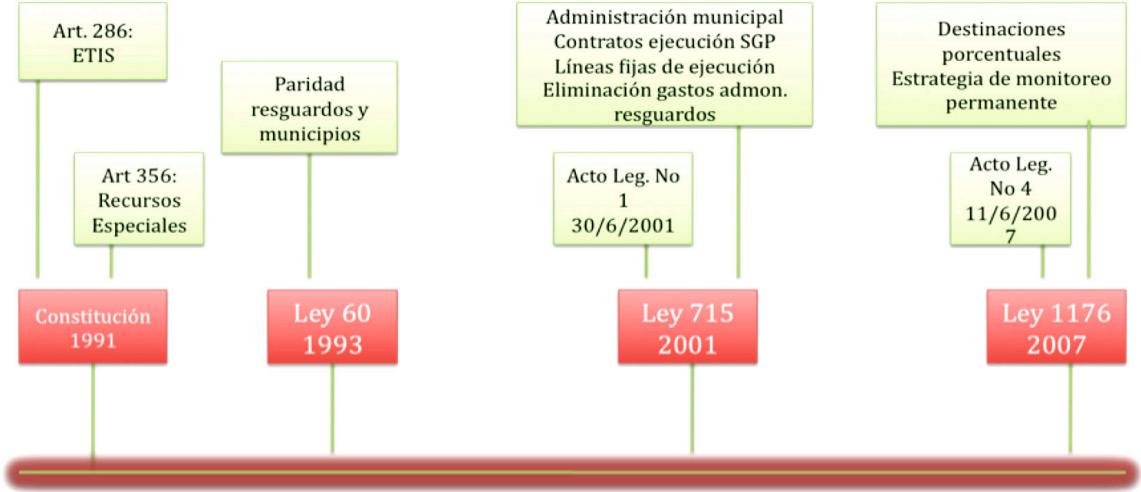 Art. 286:
ETIS
Art 356:
Recursos
Especiales
Constitución
1991
Paridad
resguardos y
municipios
Ley 60
1993
Administración municipal
Contratos ejecución SGP
Líneas fijas de ejecución
Eliminación gastos admon.
resguardos
Acto Leg. No
1
30/6/2001
Ley 715
2001
Destinaciones
porcentuales
Estrategia de monitoreo
permanente
Acto Leg.
No 4
11/6/200
7
Ley 1176
2007